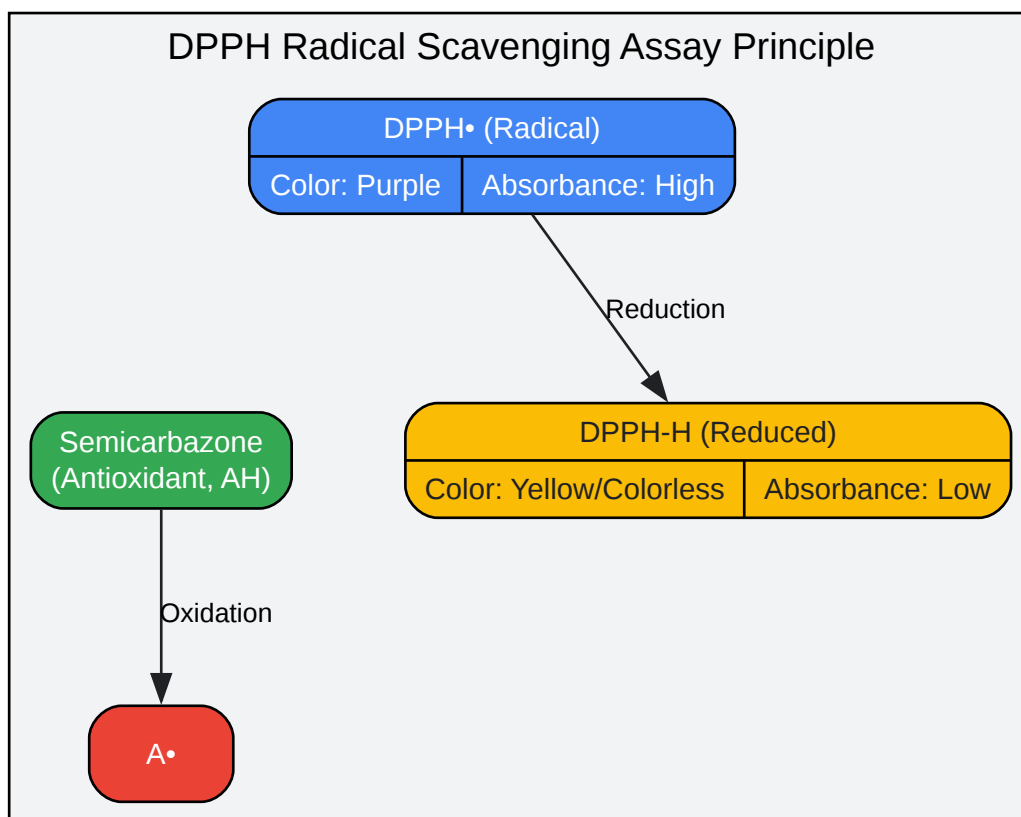 DPPH Radical Scavenging Assay Principle
DPPH• (Radical)
Color: Purple
Absorbance: High
Reduction
DPPH-H (Reduced)
Color: Yellow/Colorless
Absorbance: Low
Semicarbazone
(Antioxidant, AH)
Oxidation
A•